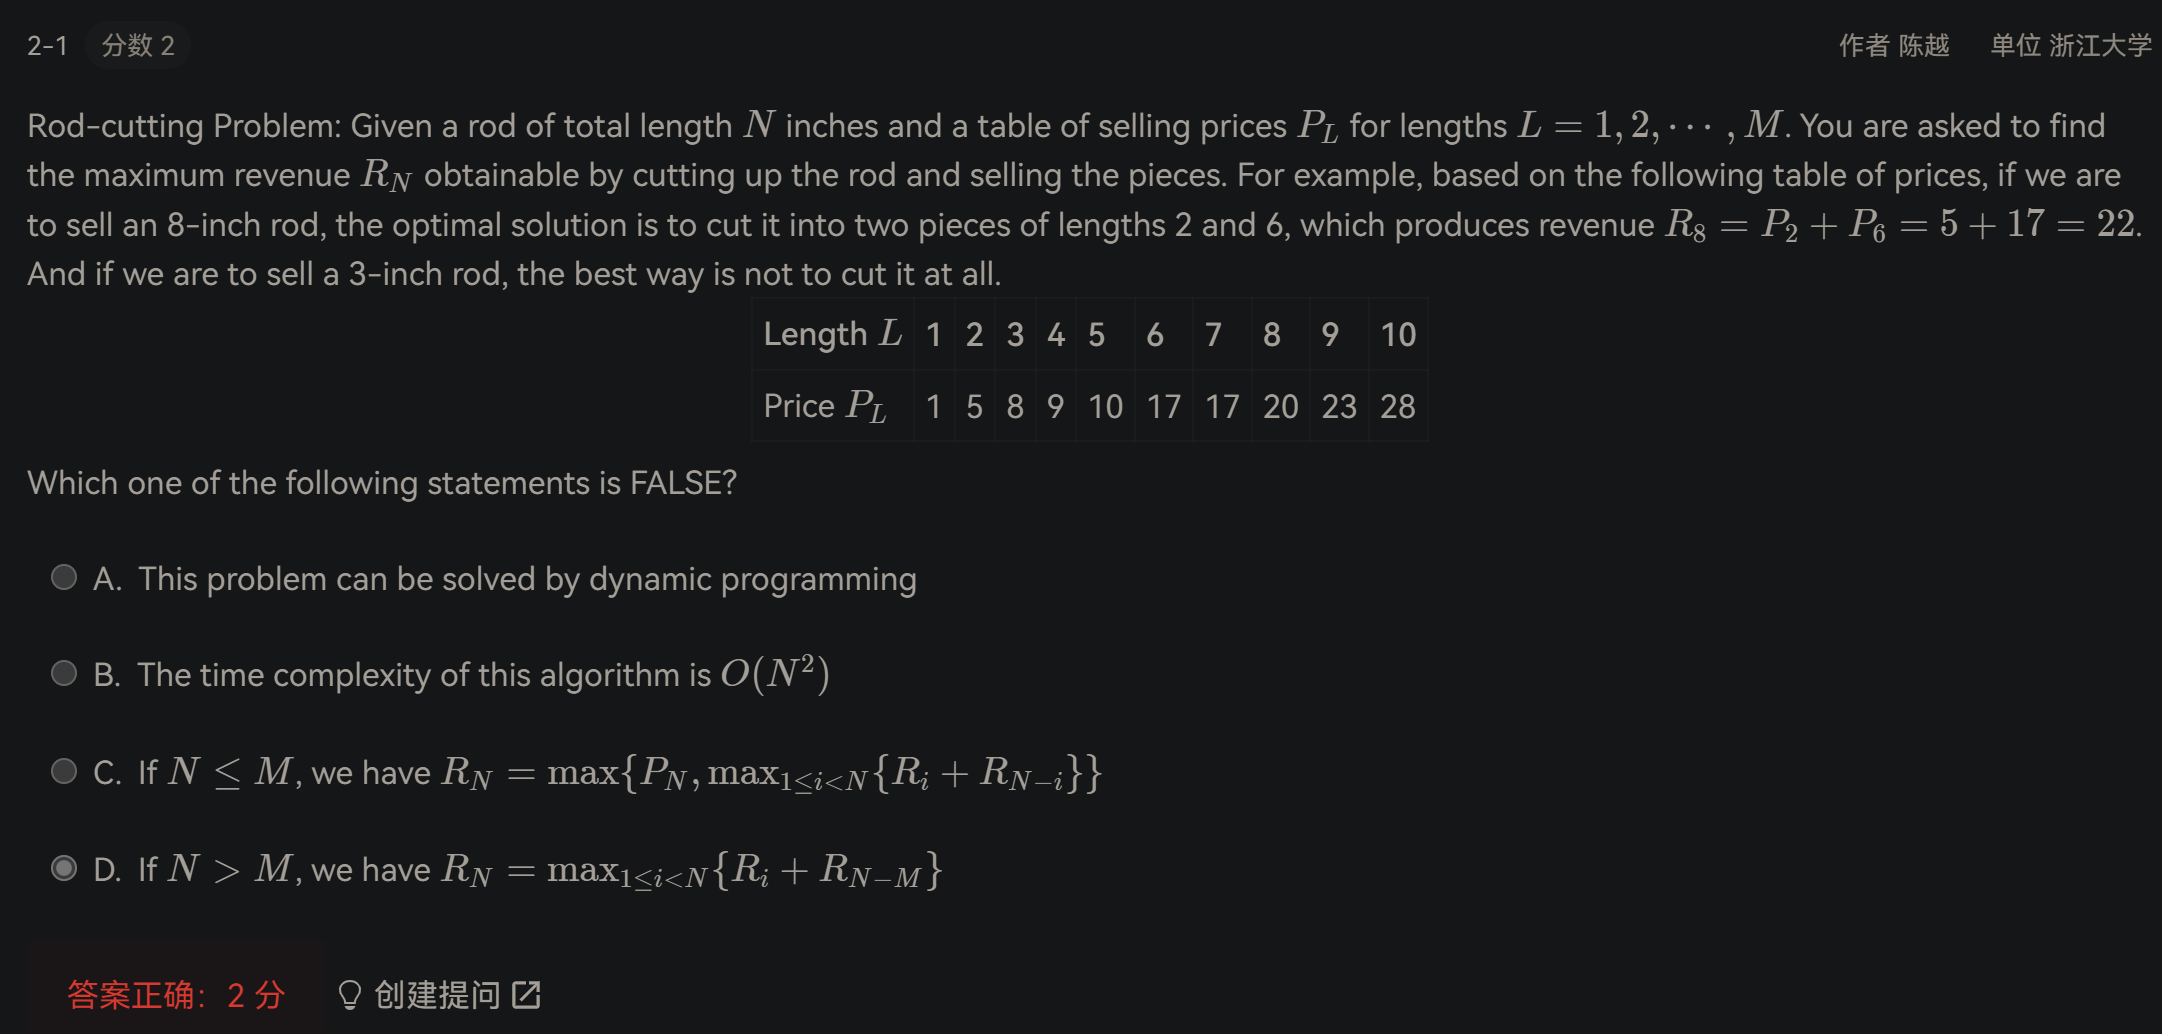 2-1 分数 2 作者 陈越 单位 浙江大学
Rod-cutting Problem: Given a rod of total length N inches and a table of selling prices P_L for lengths L = 1, 2, ··· , M. You are asked to find
the maximum revenue R_N obtainable by cutting up the rod and selling the pieces. For example, based on the following table of prices, if we are
to sell an 8-inch rod, the optimal solution is to cut it into two pieces of lengths 2 and 6, which produces revenue R_8 = P_2 + P_6 = 5 + 17 = 22.
And if we are to sell a 3-inch rod, the best way is not to cut it at all.
Length L 1 2 3 4 5 6 7 8 9 10
Price P_L 1 5 8 9 10 17 17 20 23 28
Which one of the following statements is FALSE?
A. This problem can be solved by dynamic programming
B. The time complexity of this algorithm is O(N^2)
C. If N ≤ M, we have R_N = max{P_N, max_{1≤i<N}{R_i + R_{N−i}}}
D. If N > M, we have R_N = max_{1≤i<N}{R_i + R_{N−M}}
答案正确：2 分 创建提问